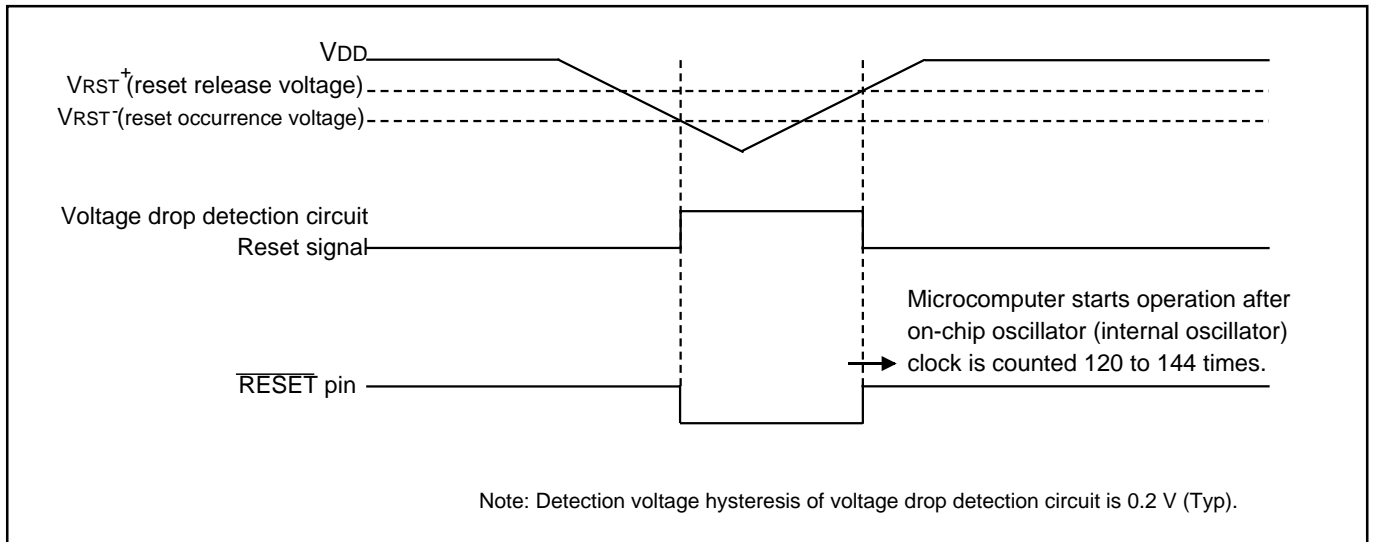 VDD
VRST+(reset release voltage)
VRST-(reset occurrence voltage)
Voltage drop detection circuit
Reset signal
Microcomputer starts operation after
on-chip oscillator (internal oscillator)
clock is counted 120 to 144 times.
RESET pin
Note: Detection voltage hysteresis of voltage drop detection circuit is 0.2 V (Typ).